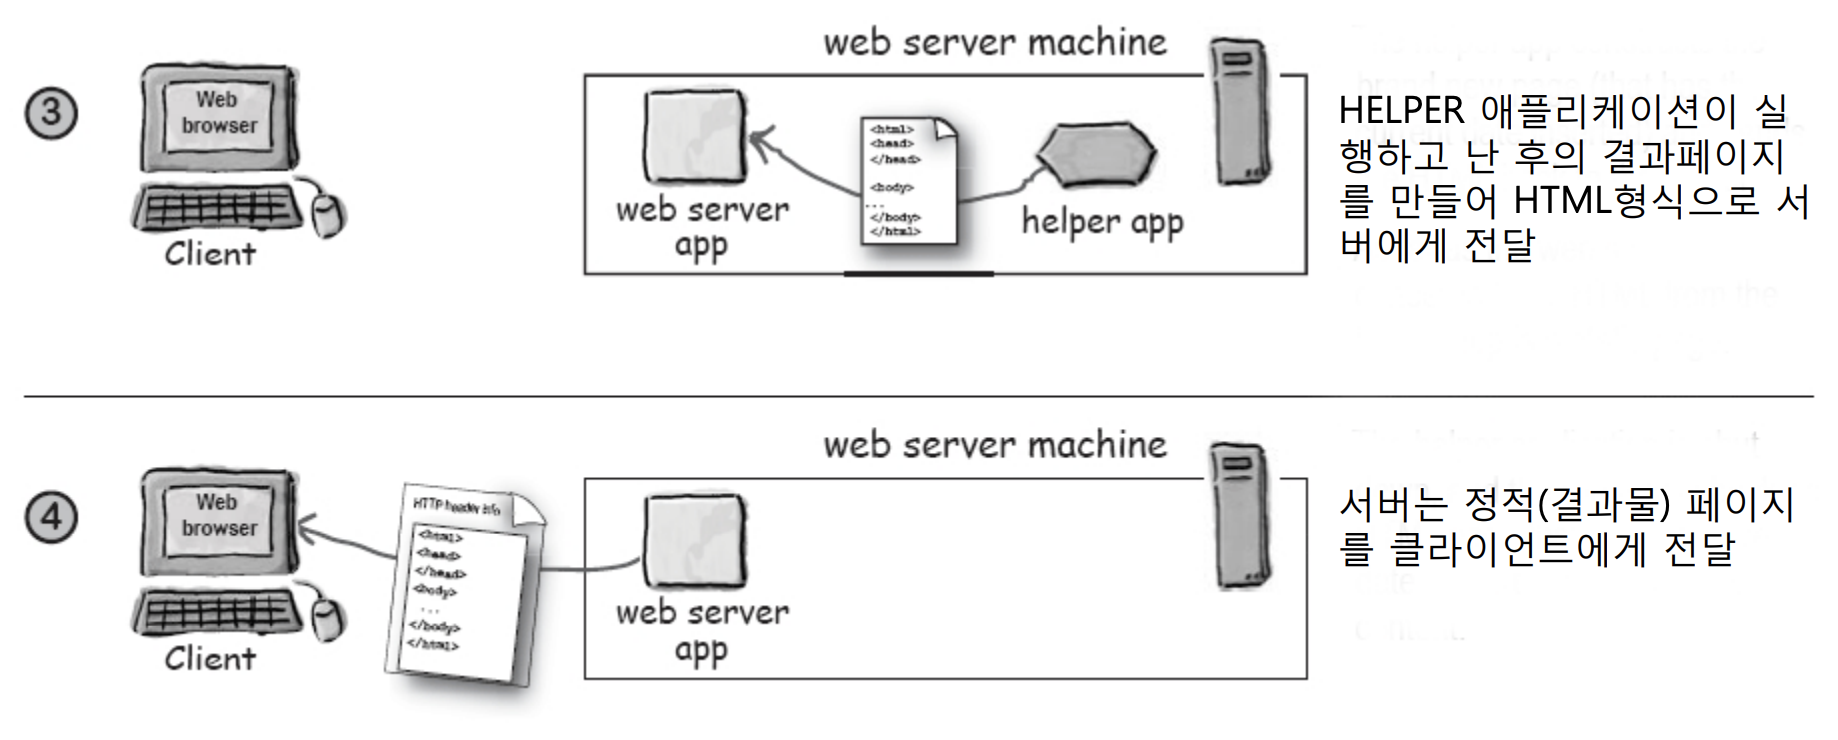 web server machine
3
Web
browser
Client
web server
app
<html>
<head>
</head>
<body>
...
</body>
</html>
helper app
HELPER 애플리케이션이 실
행하고 난 후의 결과페이지
를 만들어 HTML형식으로 서
버에게 전달
web server machine
4
Web
browser
Client
HTTP header info
<html>
<head>
</head>
<body>
...
</body>
</html>
web server
app
서버는 정적(결과물) 페이지
를 클라이언트에게 전달